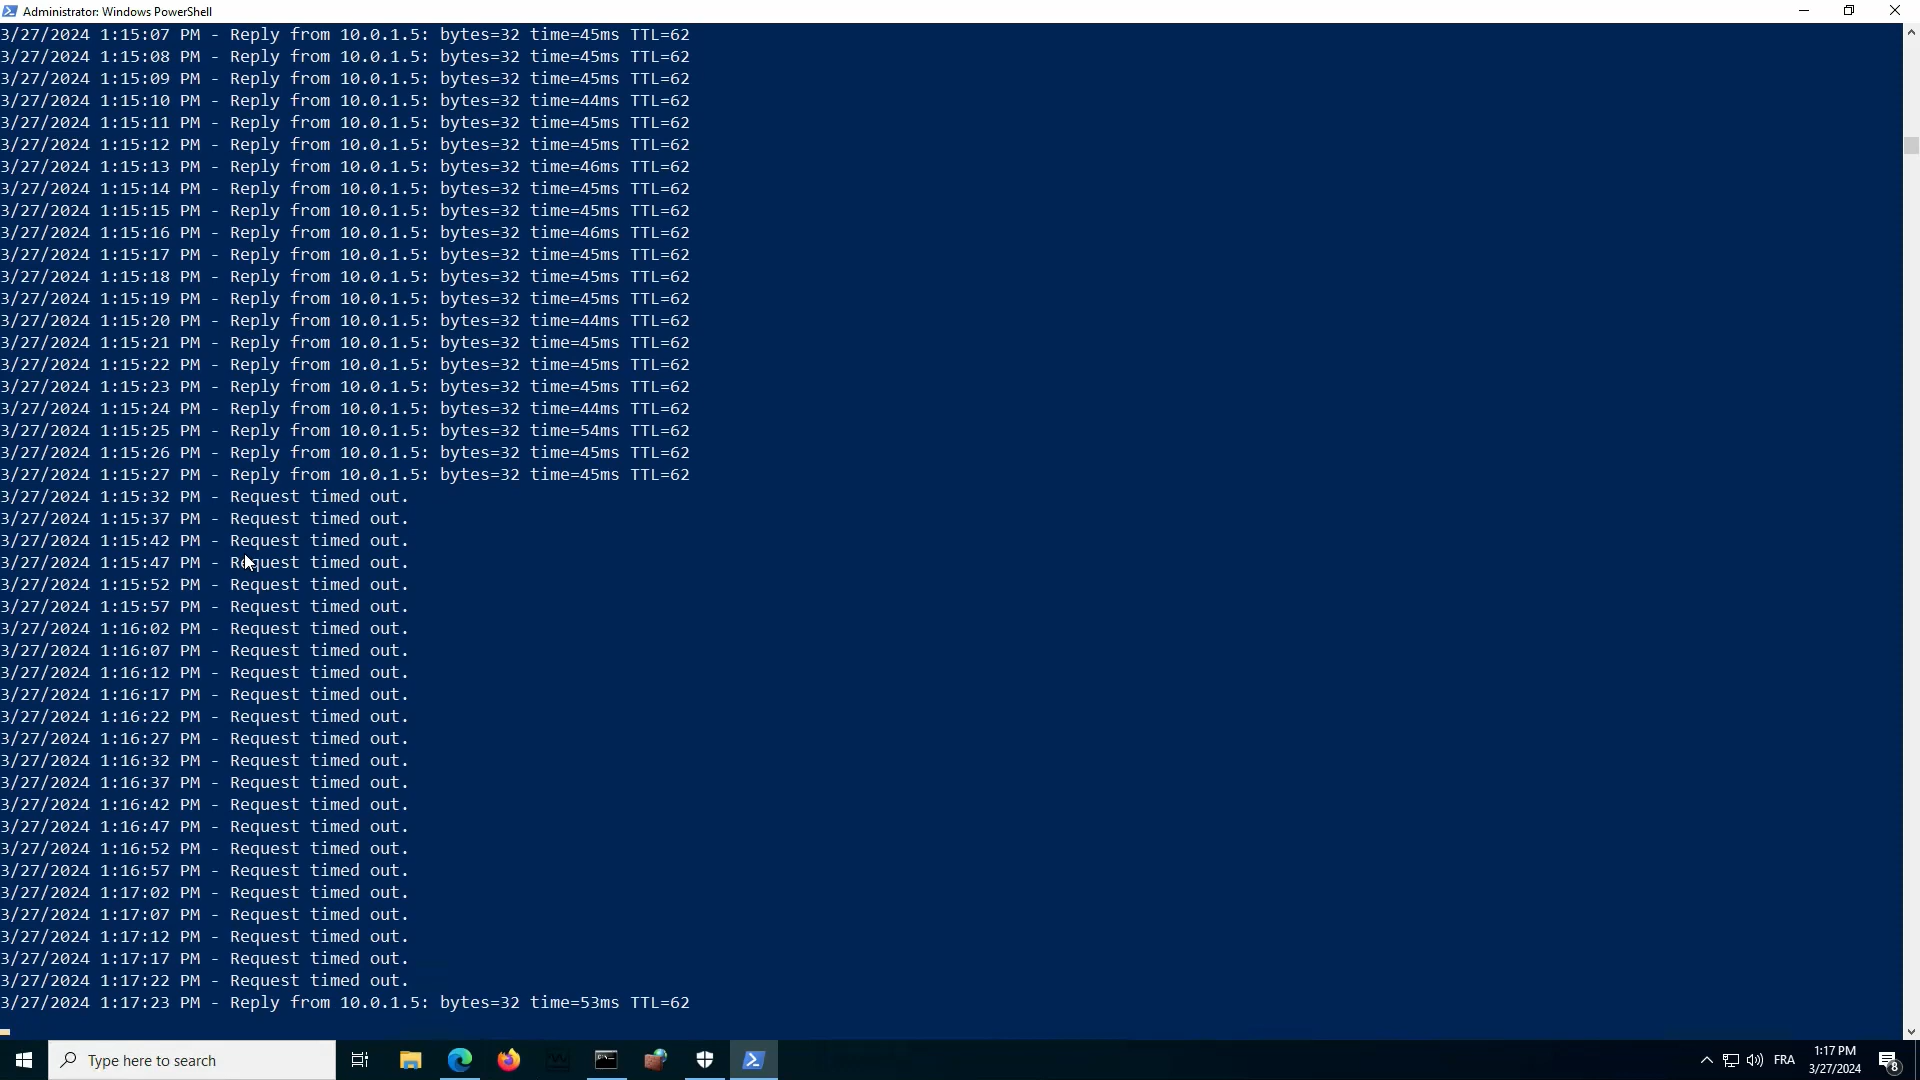 Administrator: Windows PowerShell
3/27/2024 1:15:07 PM - Reply from 10.0.1.5: bytes=32 time=45ms TTL=62
3/27/2024 1:15:08 PM - Reply from 10.0.1.5: bytes=32 time=45ms TTL=62
3/27/2024 1:15:09 PM - Reply from 10.0.1.5: bytes=32 time=45ms TTL=62
3/27/2024 1:15:10 PM - Reply from 10.0.1.5: bytes=32 time=44ms TTL=62
3/27/2024 1:15:11 PM - Reply from 10.0.1.5: bytes=32 time=45ms TTL=62
3/27/2024 1:15:12 PM - Reply from 10.0.1.5: bytes=32 time=45ms TTL=62
3/27/2024 1:15:13 PM - Reply from 10.0.1.5: bytes=32 time=46ms TTL=62
3/27/2024 1:15:14 PM - Reply from 10.0.1.5: bytes=32 time=45ms TTL=62
3/27/2024 1:15:15 PM - Reply from 10.0.1.5: bytes=32 time=45ms TTL=62
3/27/2024 1:15:16 PM - Reply from 10.0.1.5: bytes=32 time=46ms TTL=62
3/27/2024 1:15:17 PM - Reply from 10.0.1.5: bytes=32 time=45ms TTL=62
3/27/2024 1:15:18 PM - Reply from 10.0.1.5: bytes=32 time=45ms TTL=62
3/27/2024 1:15:19 PM - Reply from 10.0.1.5: bytes=32 time=45ms TTL=62
3/27/2024 1:15:20 PM - Reply from 10.0.1.5: bytes=32 time=44ms TTL=62
3/27/2024 1:15:21 PM - Reply from 10.0.1.5: bytes=32 time=45ms TTL=62
3/27/2024 1:15:22 PM - Reply from 10.0.1.5: bytes=32 time=45ms TTL=62
3/27/2024 1:15:23 PM - Reply from 10.0.1.5: bytes=32 time=45ms TTL=62
3/27/2024 1:15:24 PM - Reply from 10.0.1.5: bytes=32 time=44ms TTL=62
3/27/2024 1:15:25 PM - Reply from 10.0.1.5: bytes=32 time=54ms TTL=62
3/27/2024 1:15:26 PM - Reply from 10.0.1.5: bytes=32 time=45ms TTL=62
3/27/2024 1:15:27 PM - Reply from 10.0.1.5: bytes=32 time=45ms TTL=62
3/27/2024 1:15:32 PM - Request timed out.
3/27/2024 1:15:37 PM - Request timed out.
3/27/2024 1:15:42 PM - Request timed out.
3/27/2024 1:15:47 PM - Request timed out.
3/27/2024 1:15:52 PM - Request timed out.
3/27/2024 1:15:57 PM - Request timed out.
3/27/2024 1:16:02 PM - Request timed out.
3/27/2024 1:16:07 PM - Request timed out.
3/27/2024 1:16:12 PM - Request timed out.
3/27/2024 1:16:17 PM - Request timed out.
3/27/2024 1:16:22 PM - Request timed out.
3/27/2024 1:16:27 PM - Request timed out.
3/27/2024 1:16:32 PM - Request timed out.
3/27/2024 1:16:37 PM - Request timed out.
3/27/2024 1:16:42 PM - Request timed out.
3/27/2024 1:16:47 PM - Request timed out.
3/27/2024 1:16:52 PM - Request timed out.
3/27/2024 1:16:57 PM - Request timed out.
3/27/2024 1:17:02 PM - Request timed out.
3/27/2024 1:17:07 PM - Request timed out.
3/27/2024 1:17:12 PM - Request timed out.
3/27/2024 1:17:17 PM - Request timed out.
3/27/2024 1:17:22 PM - Request timed out.
3/27/2024 1:17:23 PM - Reply from 10.0.1.5: bytes=32 time=53ms TTL=62
Type here to search
FRA
1:17 PM
3/27/2024
8